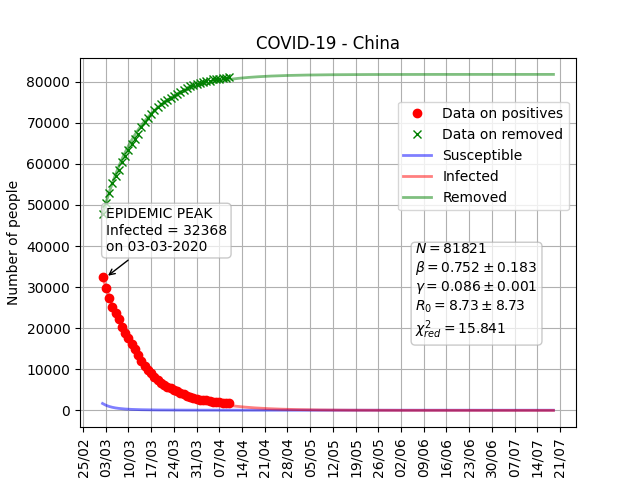 COVID-19 - China
Number of people
80000
70000
60000
50000
40000
30000
20000
10000
0
Data on positives
Data on removed
Susceptible
Infected
Removed
EPIDEMIC PEAK
Infected = 32368
on 03-03-2020
N = 81821
β = 0.752 ± 0.183
γ = 0.086 ± 0.001
R₀ = 8.73 ± 8.73
χ²red = 15.841
25/02
03/03
10/03
17/03
24/03
31/03
07/04
14/04
21/04
28/04
05/05
12/05
19/05
26/05
02/06
09/06
16/06
23/06
30/06
07/07
14/07
21/07